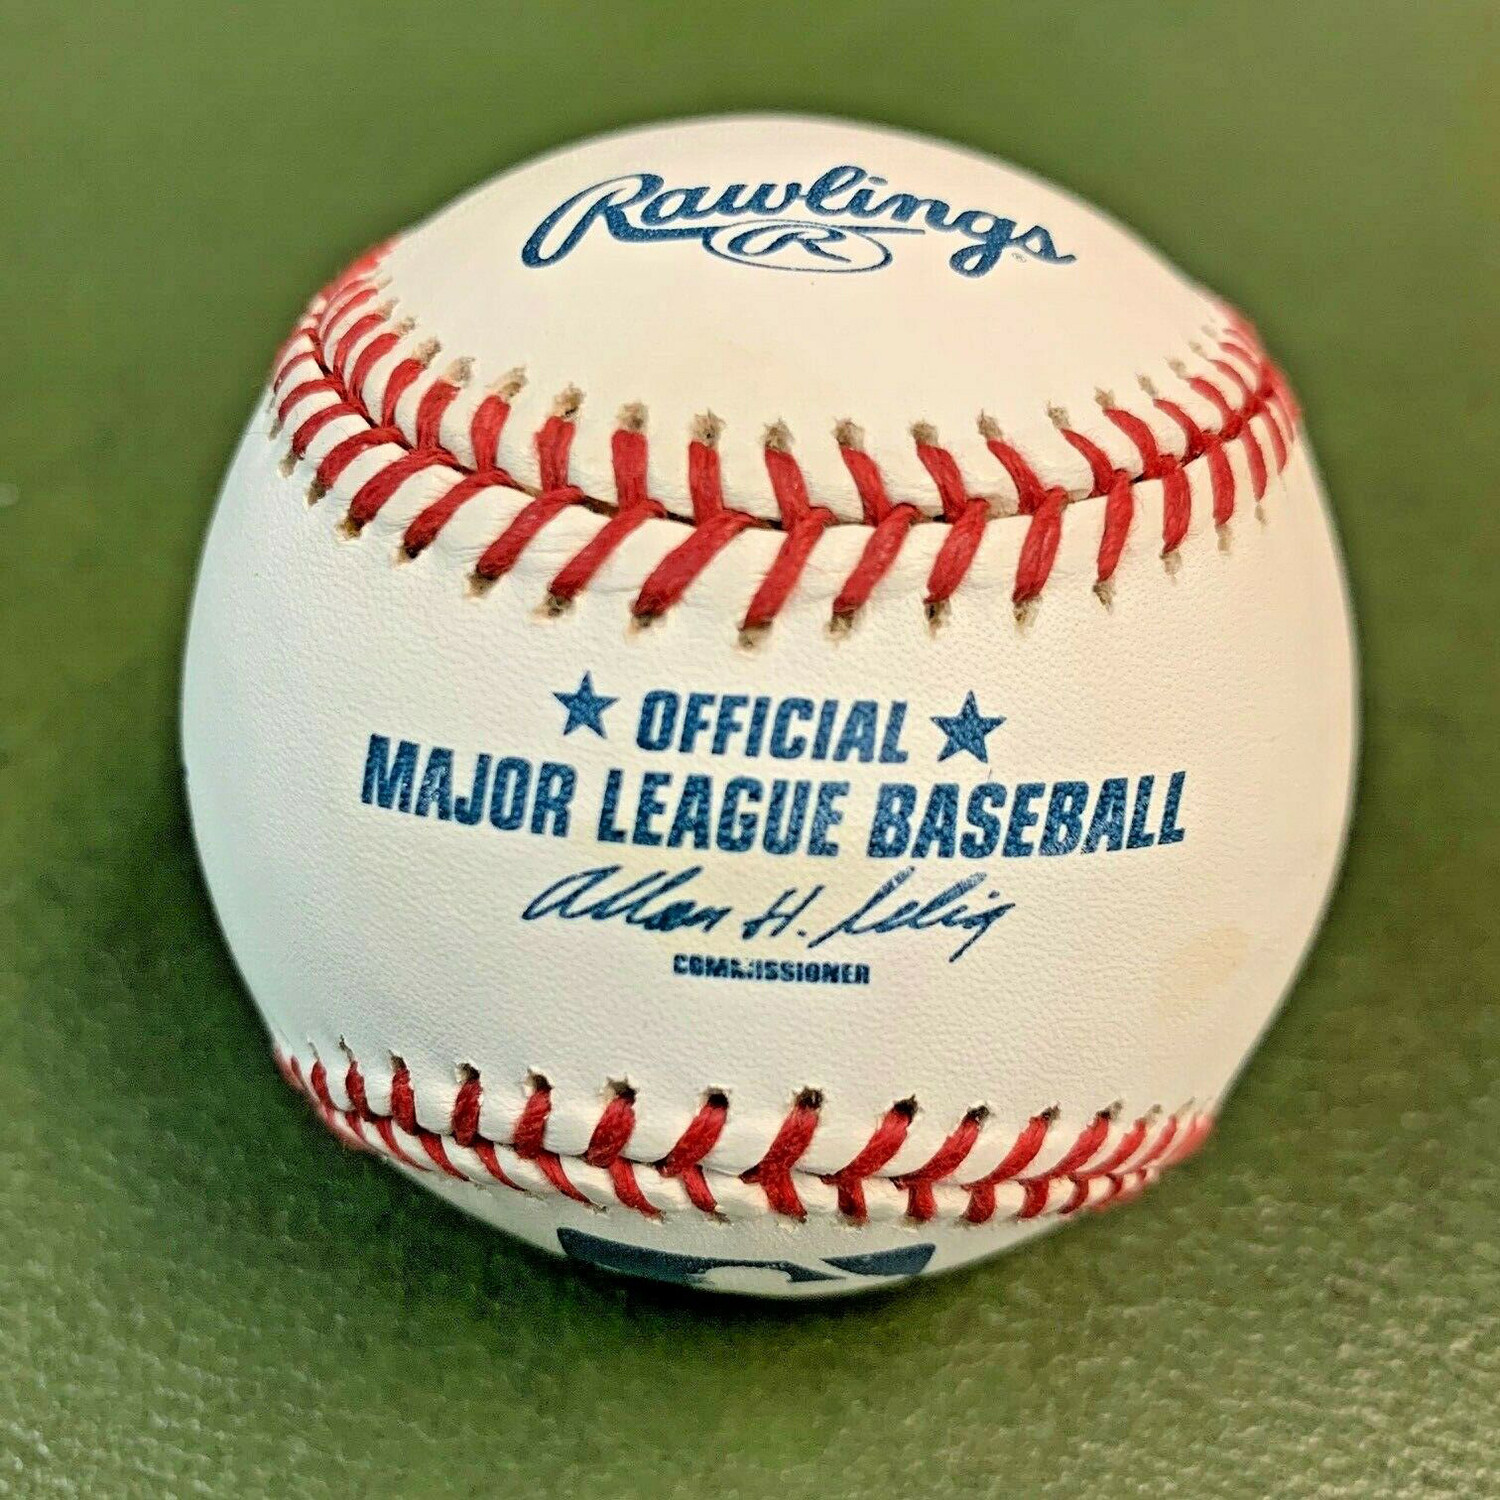 Rawlings
R
★ OFFICIAL ★
MAJOR LEAGUE BASEBALL
Allan H. Selig
COMMISSIONER